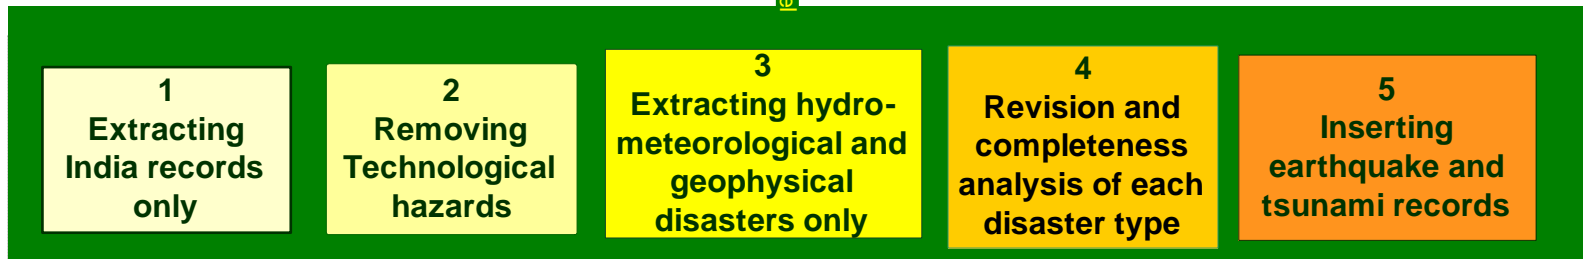 el
1
Extracting
India records
only
2
Removing
Technological
hazards
3
Extracting hydro-
meteorological and
geophysical
disasters only
4
Revision and
completeness
analysis of each
disaster type
5
Inserting
earthquake and
tsunami records